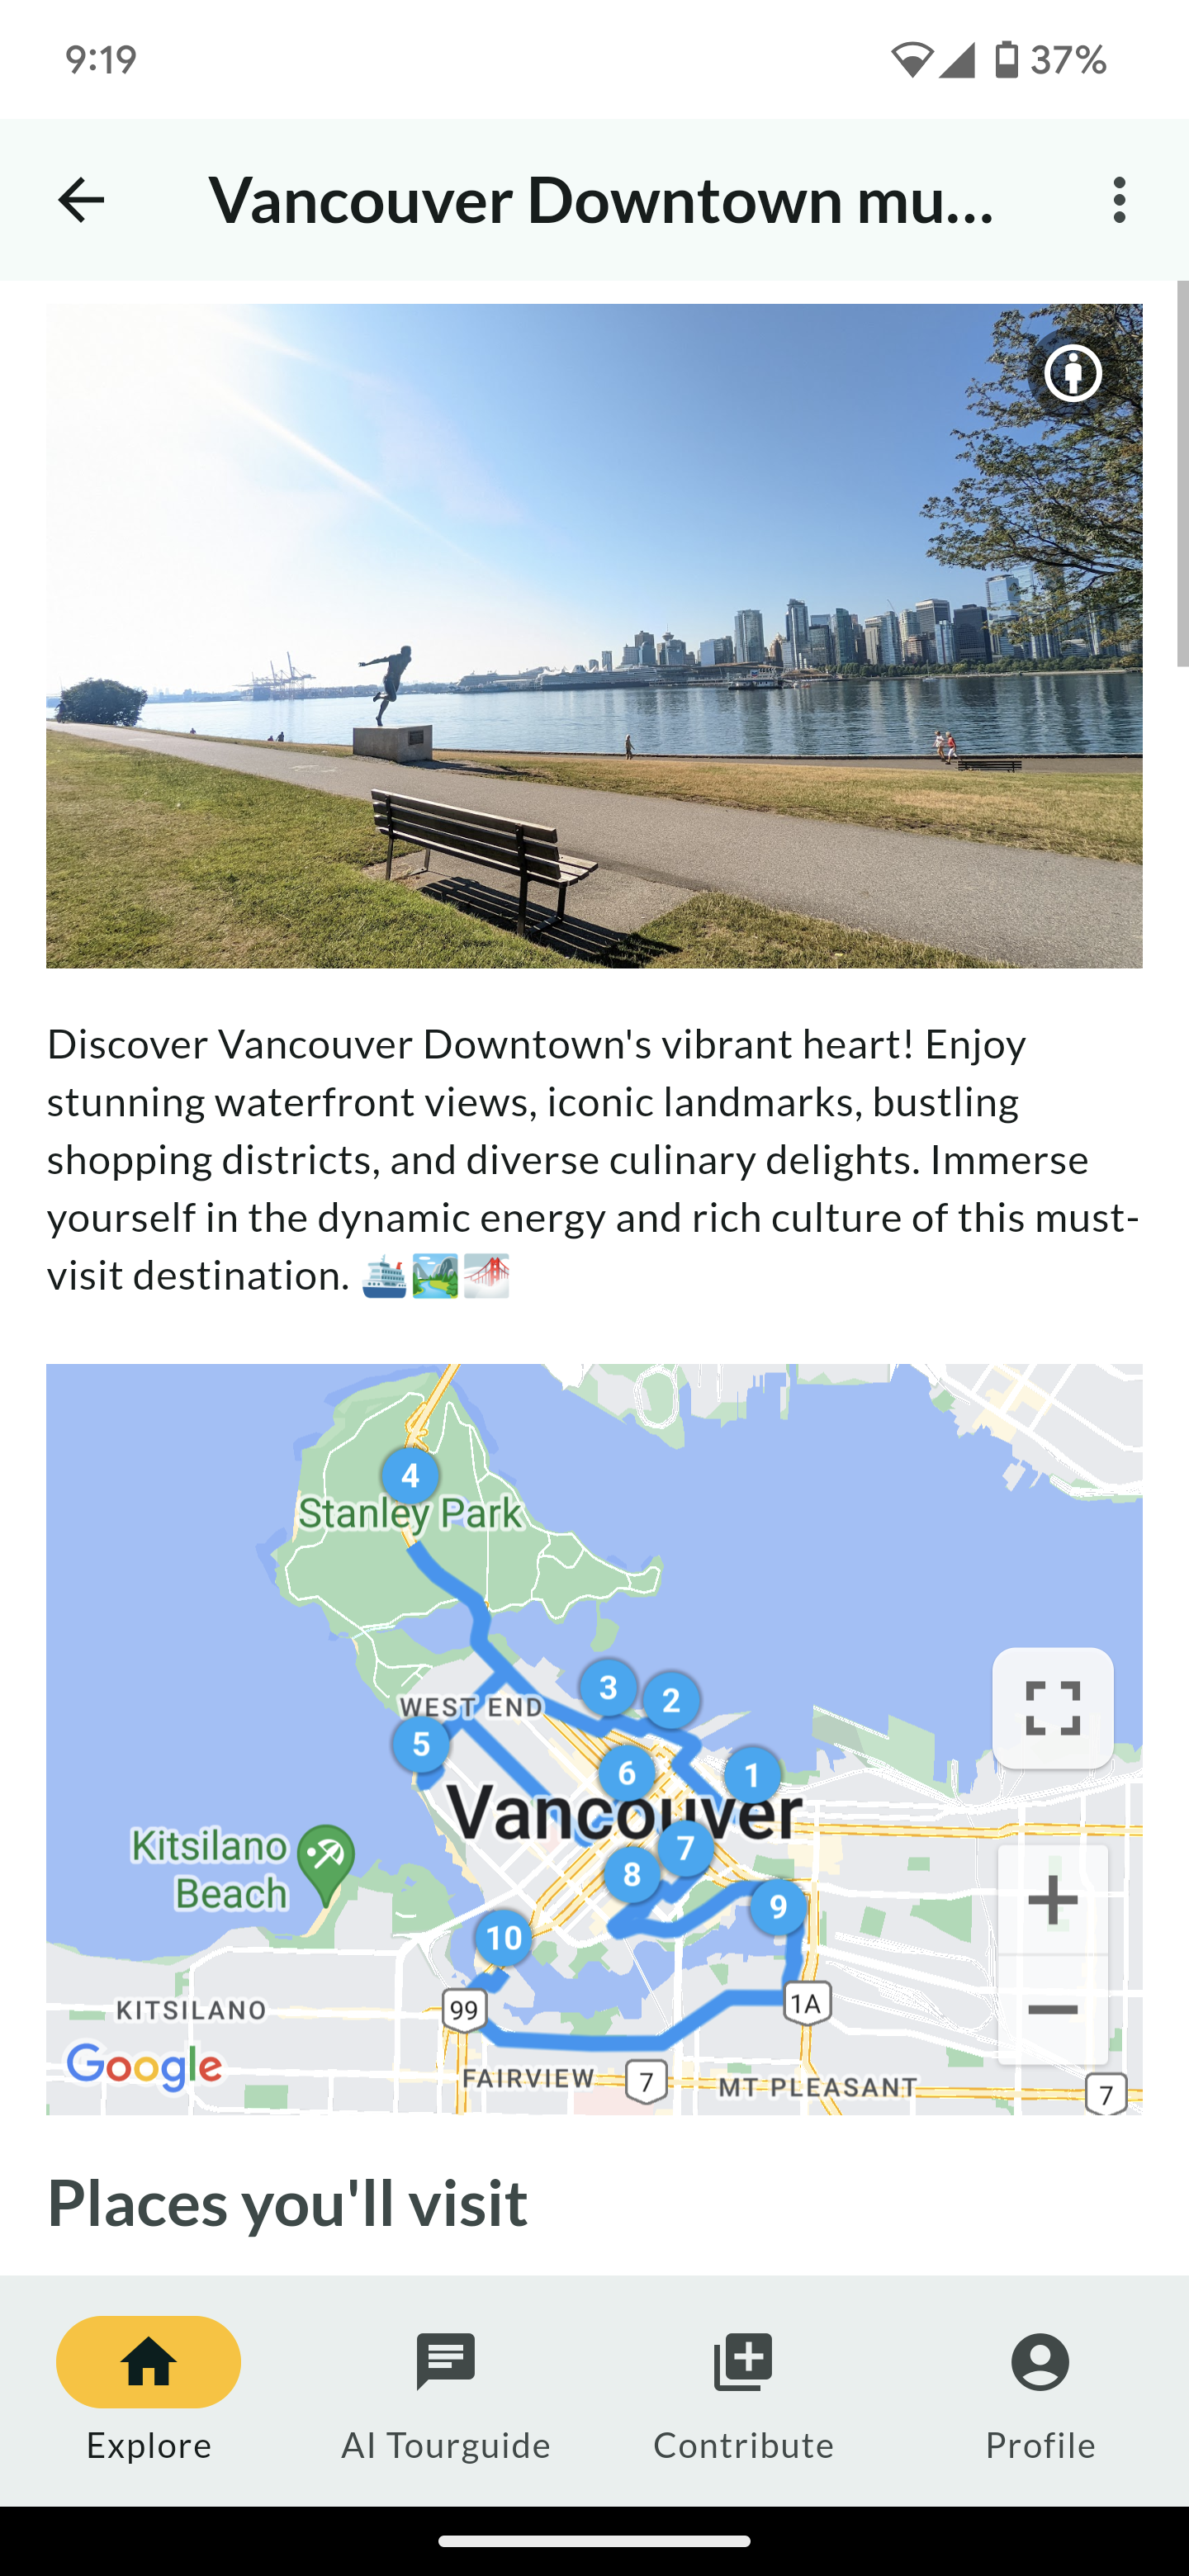 9:19
37%
Vancouver Downtown mu...
Discover Vancouver Downtown's vibrant heart! Enjoy
stunning waterfront views, iconic landmarks, bustling
shopping districts, and diverse culinary delights. Immerse
yourself in the dynamic energy and rich culture of this must-
visit destination. 🛳️🏞️🌁
4
Stanley Park
3
2
WEST END
5
6
1
Vancouver
7
Kitsilano
Beach
8
9
10
KITSILANO
99
1A
Google
FAIRVIEW
7
MT PLEASANT
7
Places you'll visit
Explore
AI Tourguide
Contribute
Profile